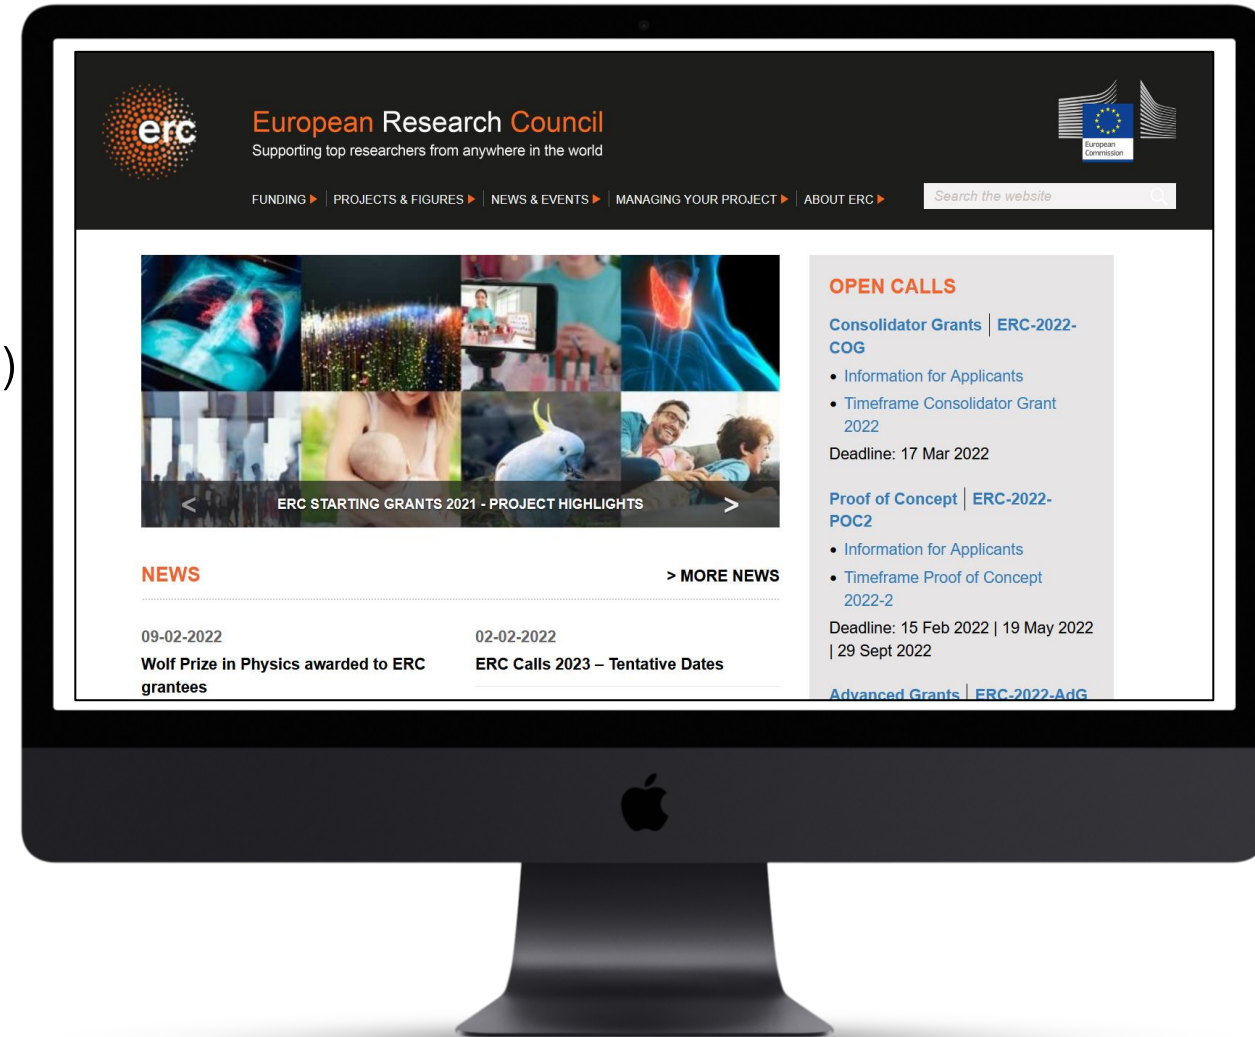 )
erc
European Research Council
Supporting top researchers from anywhere in the world
European
Commission
FUNDING PROJECTS & FIGURES NEWS & EVENTS MANAGING YOUR PROJECT ABOUT ERC
Search the website
ERC STARTING GRANTS 2021 - PROJECT HIGHLIGHTS
NEWS
> MORE NEWS
09-02-2022
Wolf Prize in Physics awarded to ERC
grantees
02-02-2022
ERC Calls 2023 – Tentative Dates
OPEN CALLS
Consolidator Grants | ERC-2022-
COG
• Information for Applicants
• Timeframe Consolidator Grant
2022
Deadline: 17 Mar 2022
Proof of Concept | ERC-2022-
POC2
• Information for Applicants
• Timeframe Proof of Concept
2022-2
Deadline: 15 Feb 2022 | 19 May 2022
| 29 Sept 2022
Advanced Grants | ERC-2022-AdG